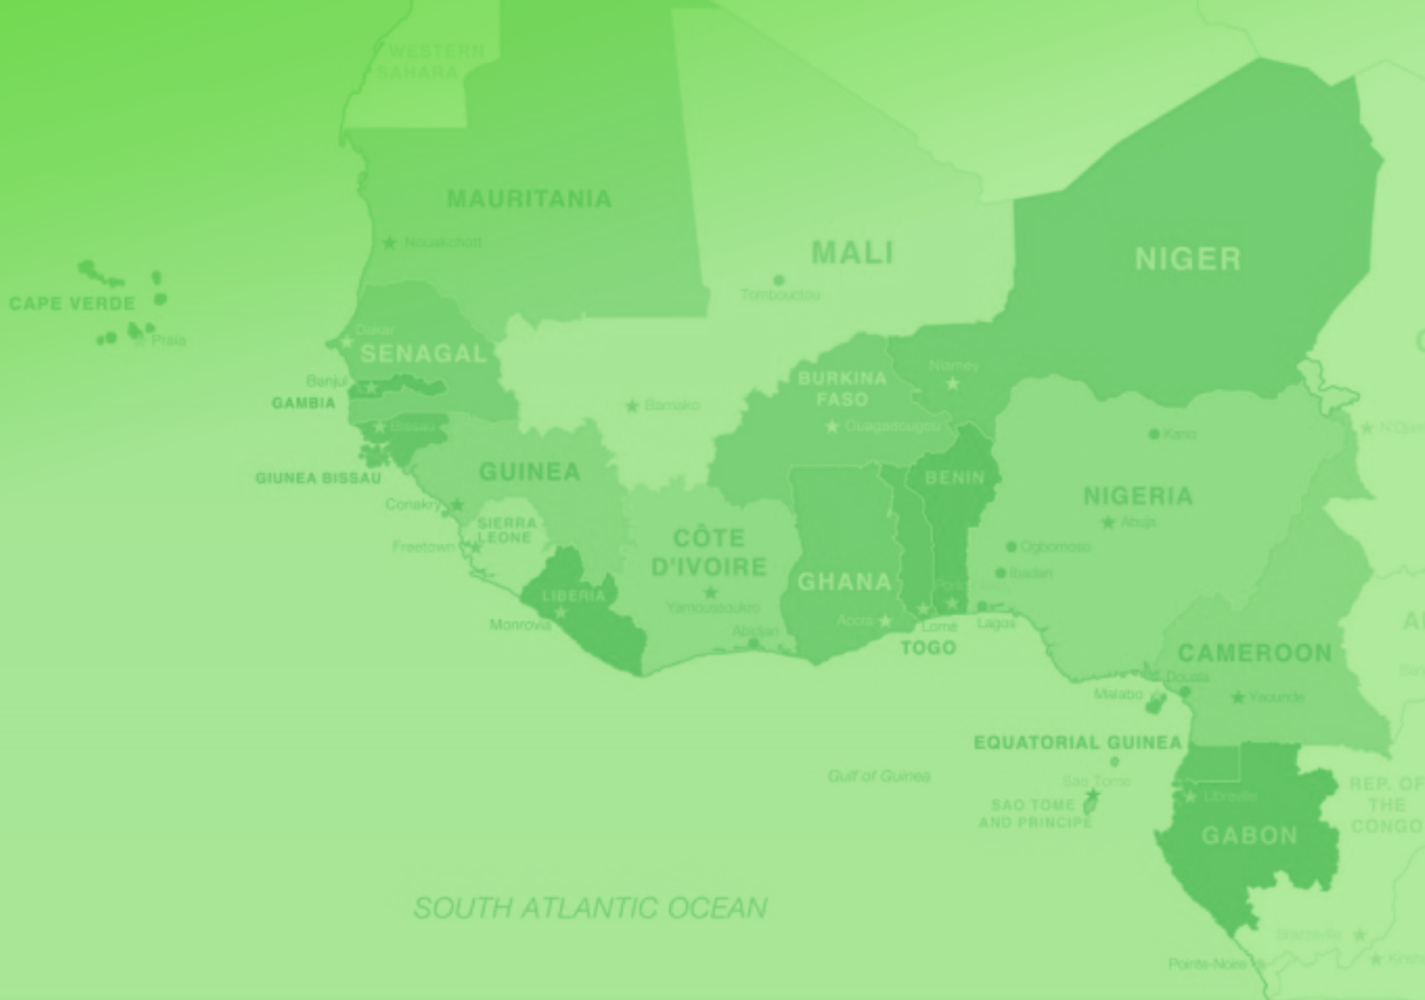 WESTERN
SAHARA
MAURITANIA
Nouakchott
MALI
Tombouctou
NIGER
CAPE VERDE
Praia
Dakar
SENAGAL
Banjul
GAMBIA
Bissau
GIUNEA BISSAU
Bamako
BURKINA
FASO
Ouagadougou
Niamey
GUINEA
Conakry
SIERRA
LEONE
Freetown
LIBERIA
Monrovia
CÔTE
D'IVOIRE
Yamoussoukro
Abidjan
GHANA
Accra
BENIN
Lomé
TOGO
Kano
NIGERIA
Abuja
Ogbomoso
Ibadan
Lagos
CAMEROON
Douala
Yaounde
Malabo
EQUATORIAL GUINEA
Gulf of Guinea
Sao Tome
SAO TOME
AND PRINCIPE
Libreville
GABON
REP. OF
THE
CONGO
SOUTH ATLANTIC OCEAN
Brazzaville
Pointe-Noire